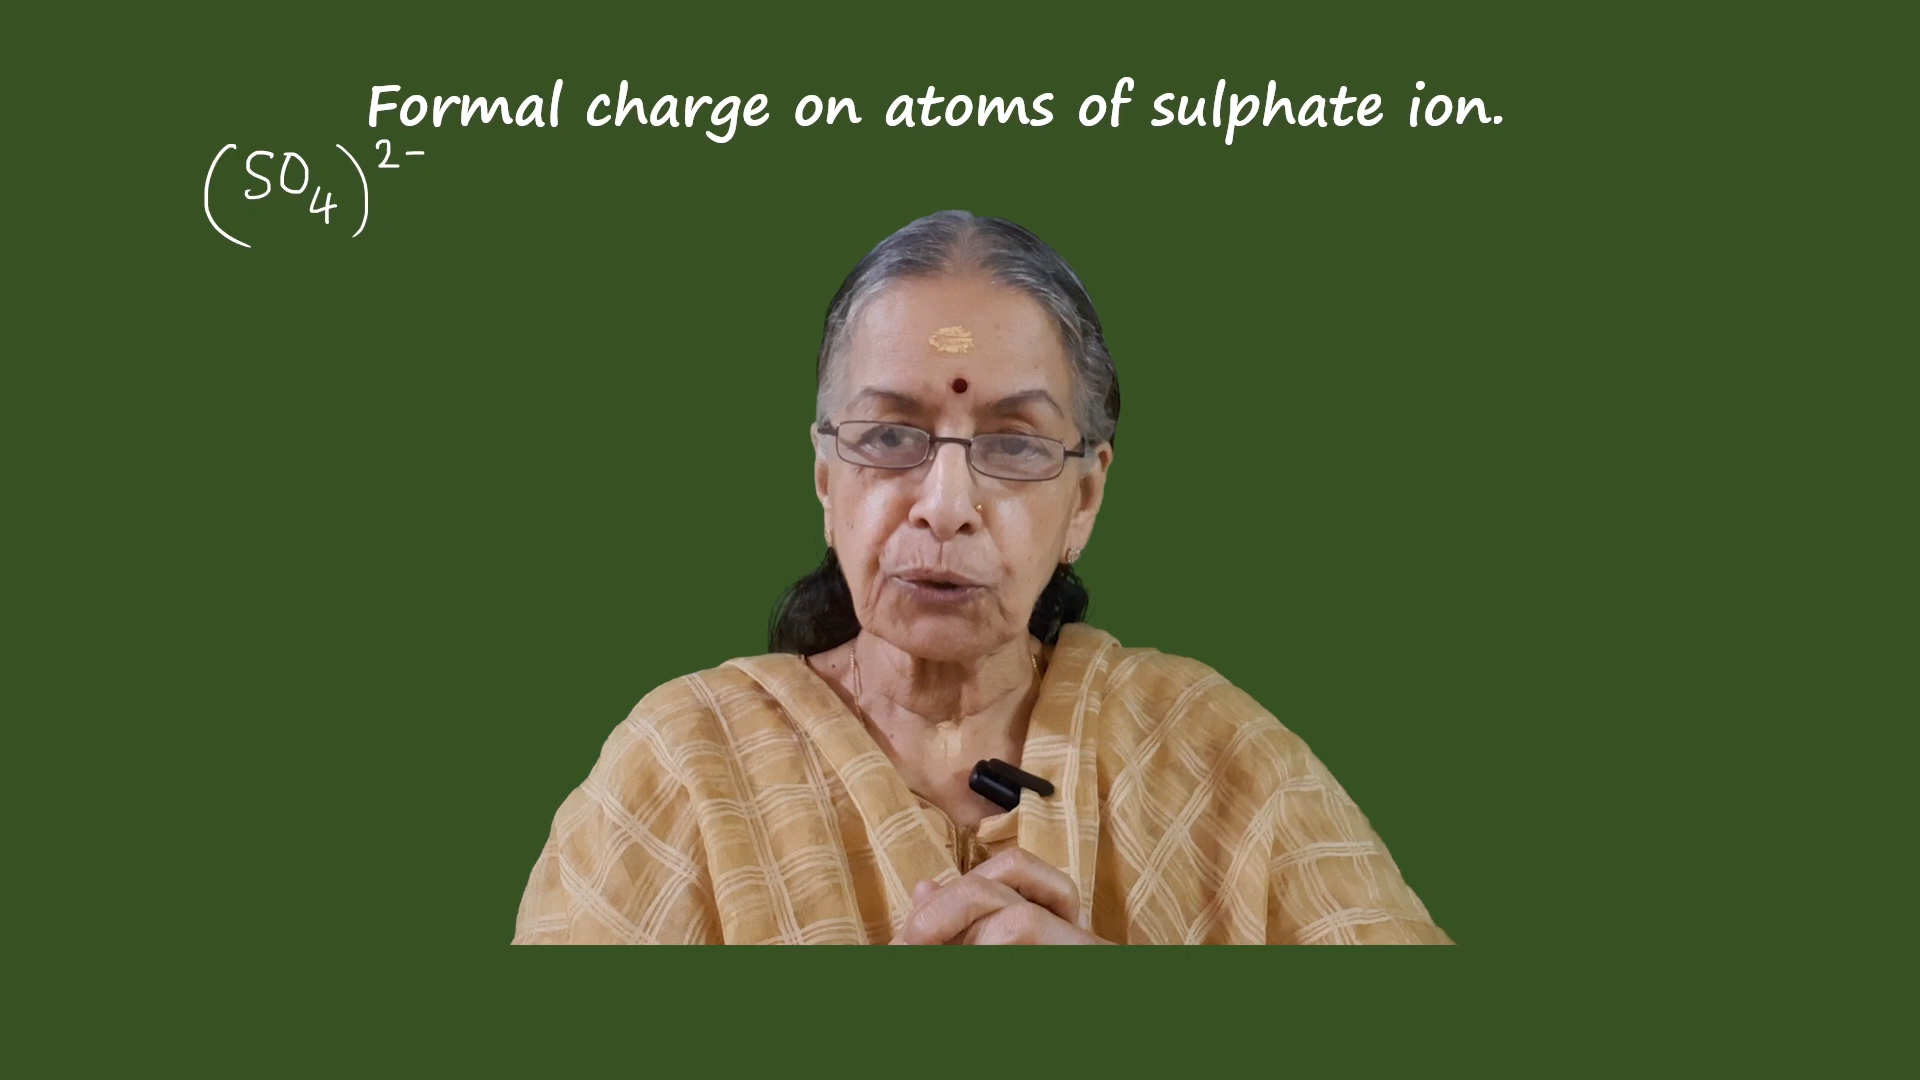 Formal charge on atoms of sulphate ion.
(SO₄)²⁻